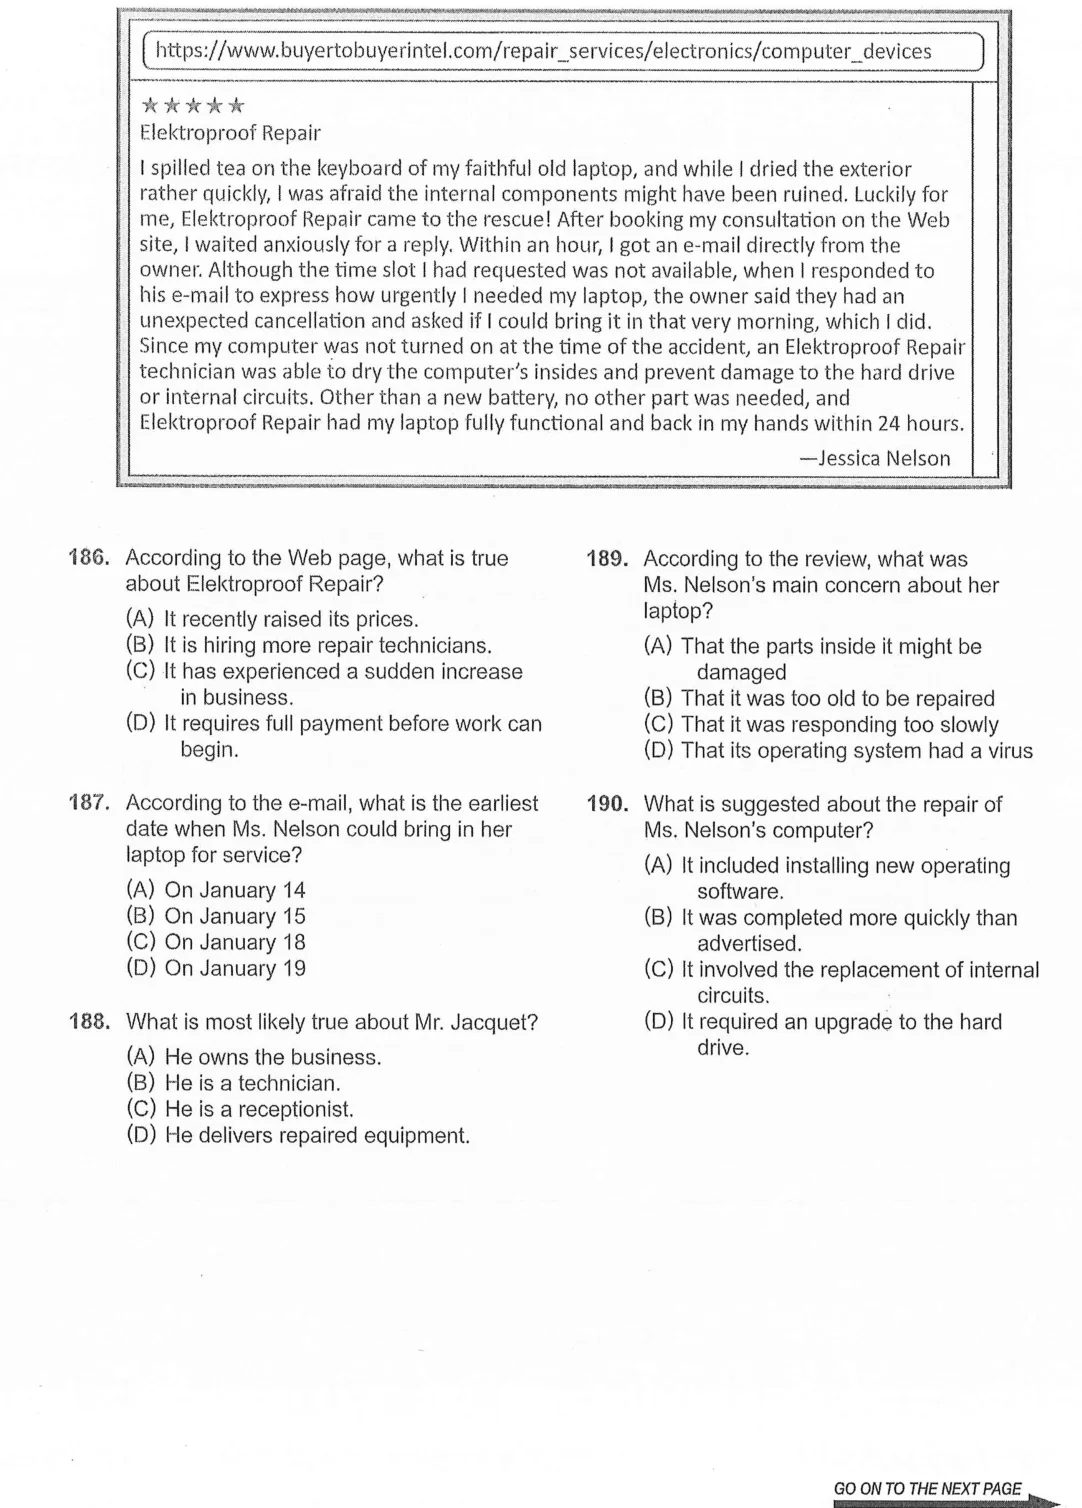 https://www.buyertobuyerintel.com/repair_services/electronics/computer_devices
★★★★★
Elektroproof Repair
I spilled tea on the keyboard of my faithful old laptop, and while I dried the exterior
rather quickly, I was afraid the internal components might have been ruined. Luckily for
me, Elektroproof Repair came to the rescue! After booking my consultation on the Web
site, I waited anxiously for a reply. Within an hour, I got an e-mail directly from the
owner. Although the time slot I had requested was not available, when I responded to
his e-mail to express how urgently I needed my laptop, the owner said they had an
unexpected cancellation and asked if I could bring it in that very morning, which I did.
Since my computer was not turned on at the time of the accident, an Elektroproof Repair
technician was able to dry the computer's insides and prevent damage to the hard drive
or internal circuits. Other than a new battery, no other part was needed, and
Elektroproof Repair had my laptop fully functional and back in my hands within 24 hours.
—Jessica Nelson
186. According to the Web page, what is true
about Elektroproof Repair?
(A) It recently raised its prices.
(B) It is hiring more repair technicians.
(C) It has experienced a sudden increase
in business.
(D) It requires full payment before work can
begin.
187. According to the e-mail, what is the earliest
date when Ms. Nelson could bring in her
laptop for service?
(A) On January 14
(B) On January 15
(C) On January 18
(D) On January 19
188. What is most likely true about Mr. Jacquet?
(A) He owns the business.
(B) He is a technician.
(C) He is a receptionist.
(D) He delivers repaired equipment.
189. According to the review, what was
Ms. Nelson's main concern about her
laptop?
(A) That the parts inside it might be
damaged
(B) That it was too old to be repaired
(C) That it was responding too slowly
(D) That its operating system had a virus
190. What is suggested about the repair of
Ms. Nelson's computer?
(A) It included installing new operating
software.
(B) It was completed more quickly than
advertised.
(C) It involved the replacement of internal
circuits.
(D) It required an upgrade to the hard
drive.
GO ON TO THE NEXT PAGE